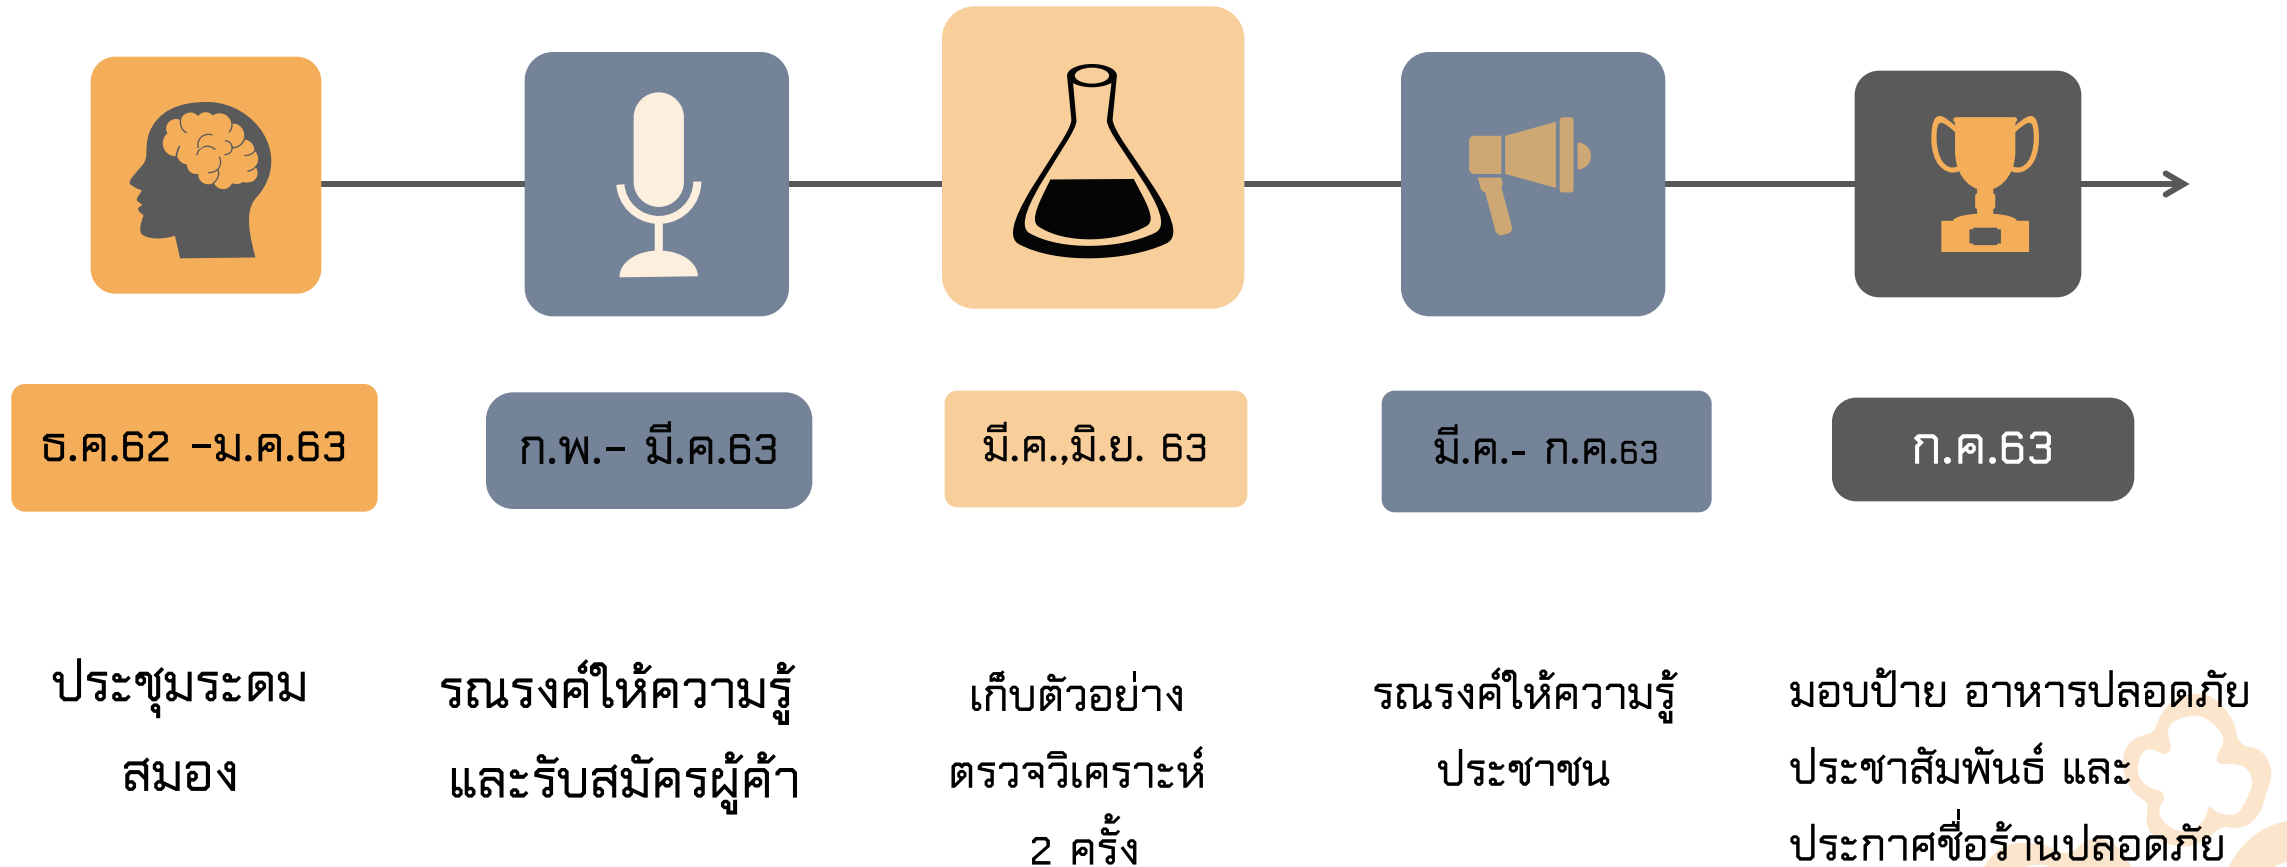 ธ.ค.62 -ม.ค.63
ก.พ.- มี.ค.63
มี.ค.,มิ.ย. 63
มี.ค.- ก.ค.63
ก.ค.63
ประชุมระดม
สมอง
รณรงค์ให้ความรู้
และรับสมัครผู้ค้า
เก็บตัวอย่าง
ตรวจวิเคราะห์
2 ครั้ง
รณรงค์ให้ความรู้
ประชาชน
มอบป้าย อาหารปลอดภัย
ประชาสัมพันธ์ และ
ประกาศชื่อร้านปลอดภัย